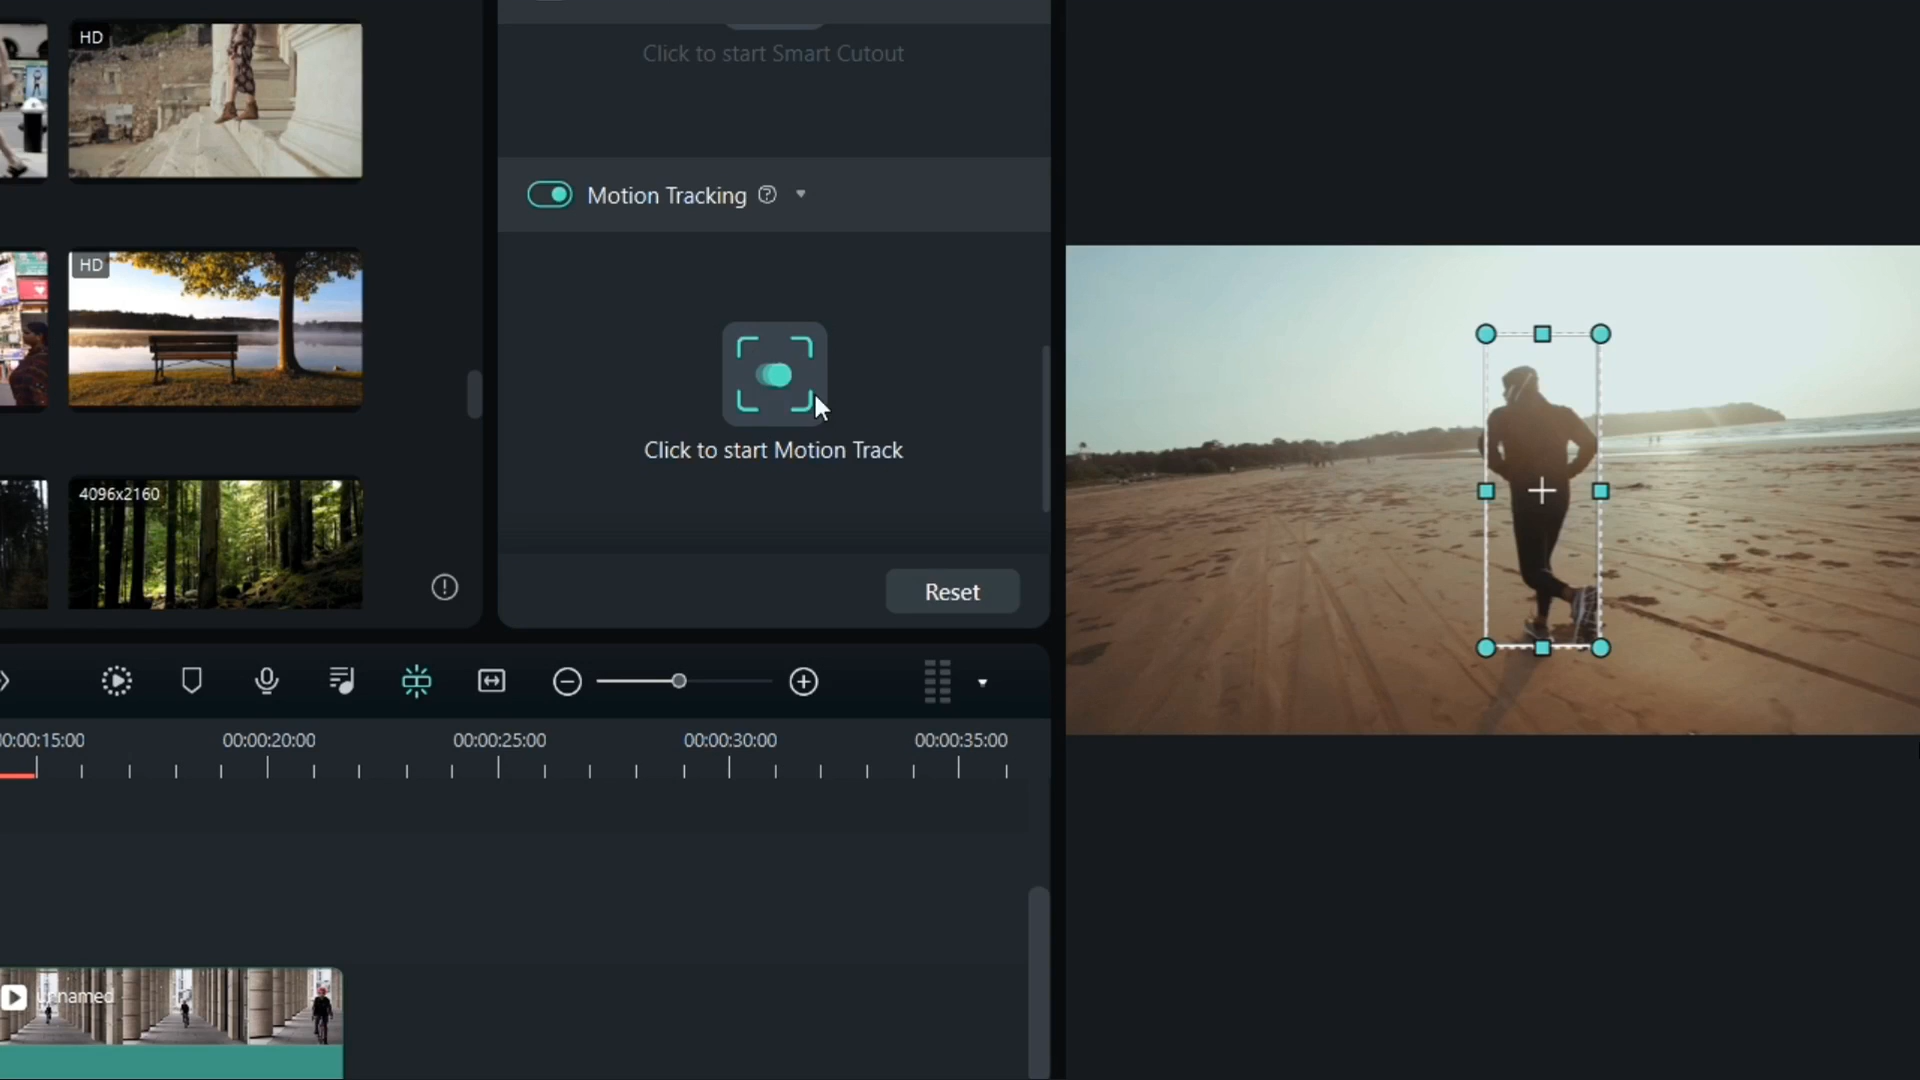 HD
Click to start Smart Cutout
Motion Tracking
HD
Click to start Motion Track
4096x2160
Reset
00:00:15:00
00:00:20:00
00:00:25:00
00:00:30:00
00:00:35:00
unnamed